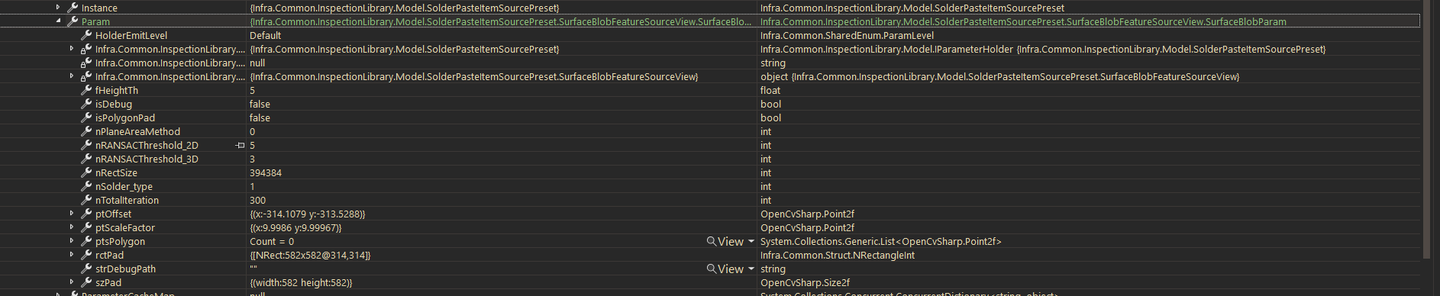 Instance {Infra.Common.InspectionLibrary.Model.SolderPasteItemSourcePreset} Infra.Common.InspectionLibrary.Model.SolderPasteItemSourcePreset
Param {Infra.Common.InspectionLibrary.Model.SolderPasteItemSourcePreset.SurfaceBlobFeatureSourceView.SurfaceBlo... Infra.Common.InspectionLibrary.Model.SolderPasteItemSourcePreset.SurfaceBlobFeatureSourceView.SurfaceBlobParam
HolderEmitLevel Default Infra.Common.SharedEnum.ParamLevel
Infra.Common.InspectionLibrary.... {Infra.Common.InspectionLibrary.Model.SolderPasteItemSourcePreset} Infra.Common.InspectionLibrary.Model.IParameterHolder {Infra.Common.InspectionLibrary.Model.SolderPasteItemSourcePreset}
Infra.Common.InspectionLibrary.... null string
Infra.Common.InspectionLibrary.... {Infra.Common.InspectionLibrary.Model.SolderPasteItemSourcePreset.SurfaceBlobFeatureSourceView} object {Infra.Common.InspectionLibrary.Model.SolderPasteItemSourcePreset.SurfaceBlobFeatureSourceView}
fHeightTh 5 float
isDebug false bool
isPolygonPad false bool
nPlaneAreaMethod 0 int
nRANSACThreshold_2D 5 int
nRANSACThreshold_3D 3 int
nRectSize 394384 int
nSolder_type 1 int
nTotalIteration 300 int
ptOffset {(x:-314.1079 y:-313.5288)} OpenCvSharp.Point2f
ptScaleFactor {(x:9.9986 y:9.99967)} OpenCvSharp.Point2f
ptsPolygon Count = 0 View System.Collections.Generic.List<OpenCvSharp.Point2f>
rctPad {[NRect:582x582@314,314]} Infra.Common.Struct.NRectangleInt
strDebugPath "" View string
szPad {(width:582 height:582)} OpenCvSharp.Size2f
ParameterCacheMap null System.Collections.Concurrent.ConcurrentDictionary<string, object>